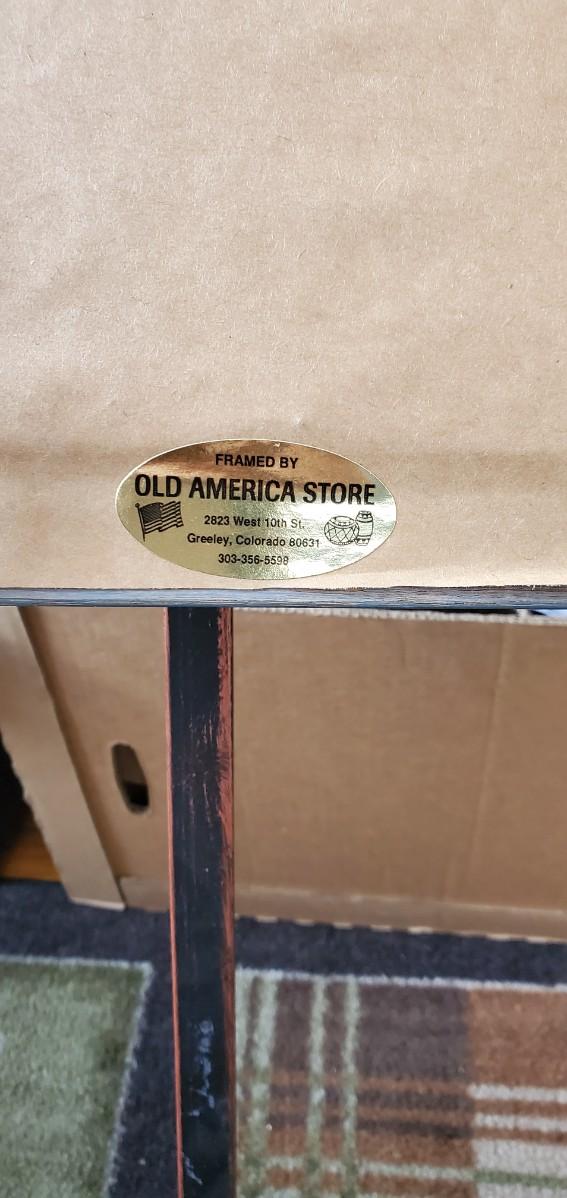 FRAMED BY
OLD AMERICA STORE
2823 West 10th St.
Greeley, Colorado 80631
303-356-5598